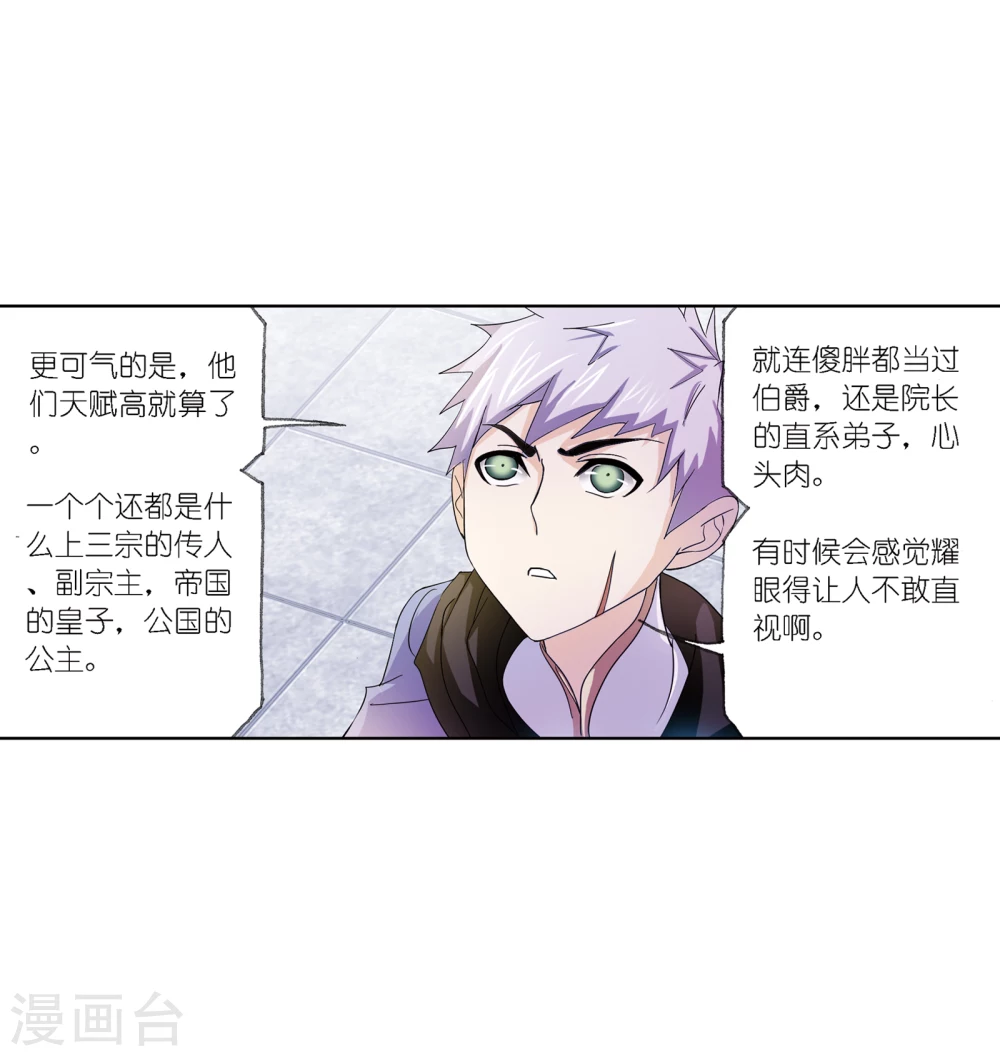 更可气的是，他
们天赋高就算了
。
一个个还都是什
么上三宗的传人
、副宗主，帝国
的皇子，公国的
公主。
就连傻胖都当过
伯爵，还是院长
的直系弟子，心
头肉。
有时候会感觉耀
眼得让人不敢直
视啊。
漫画台